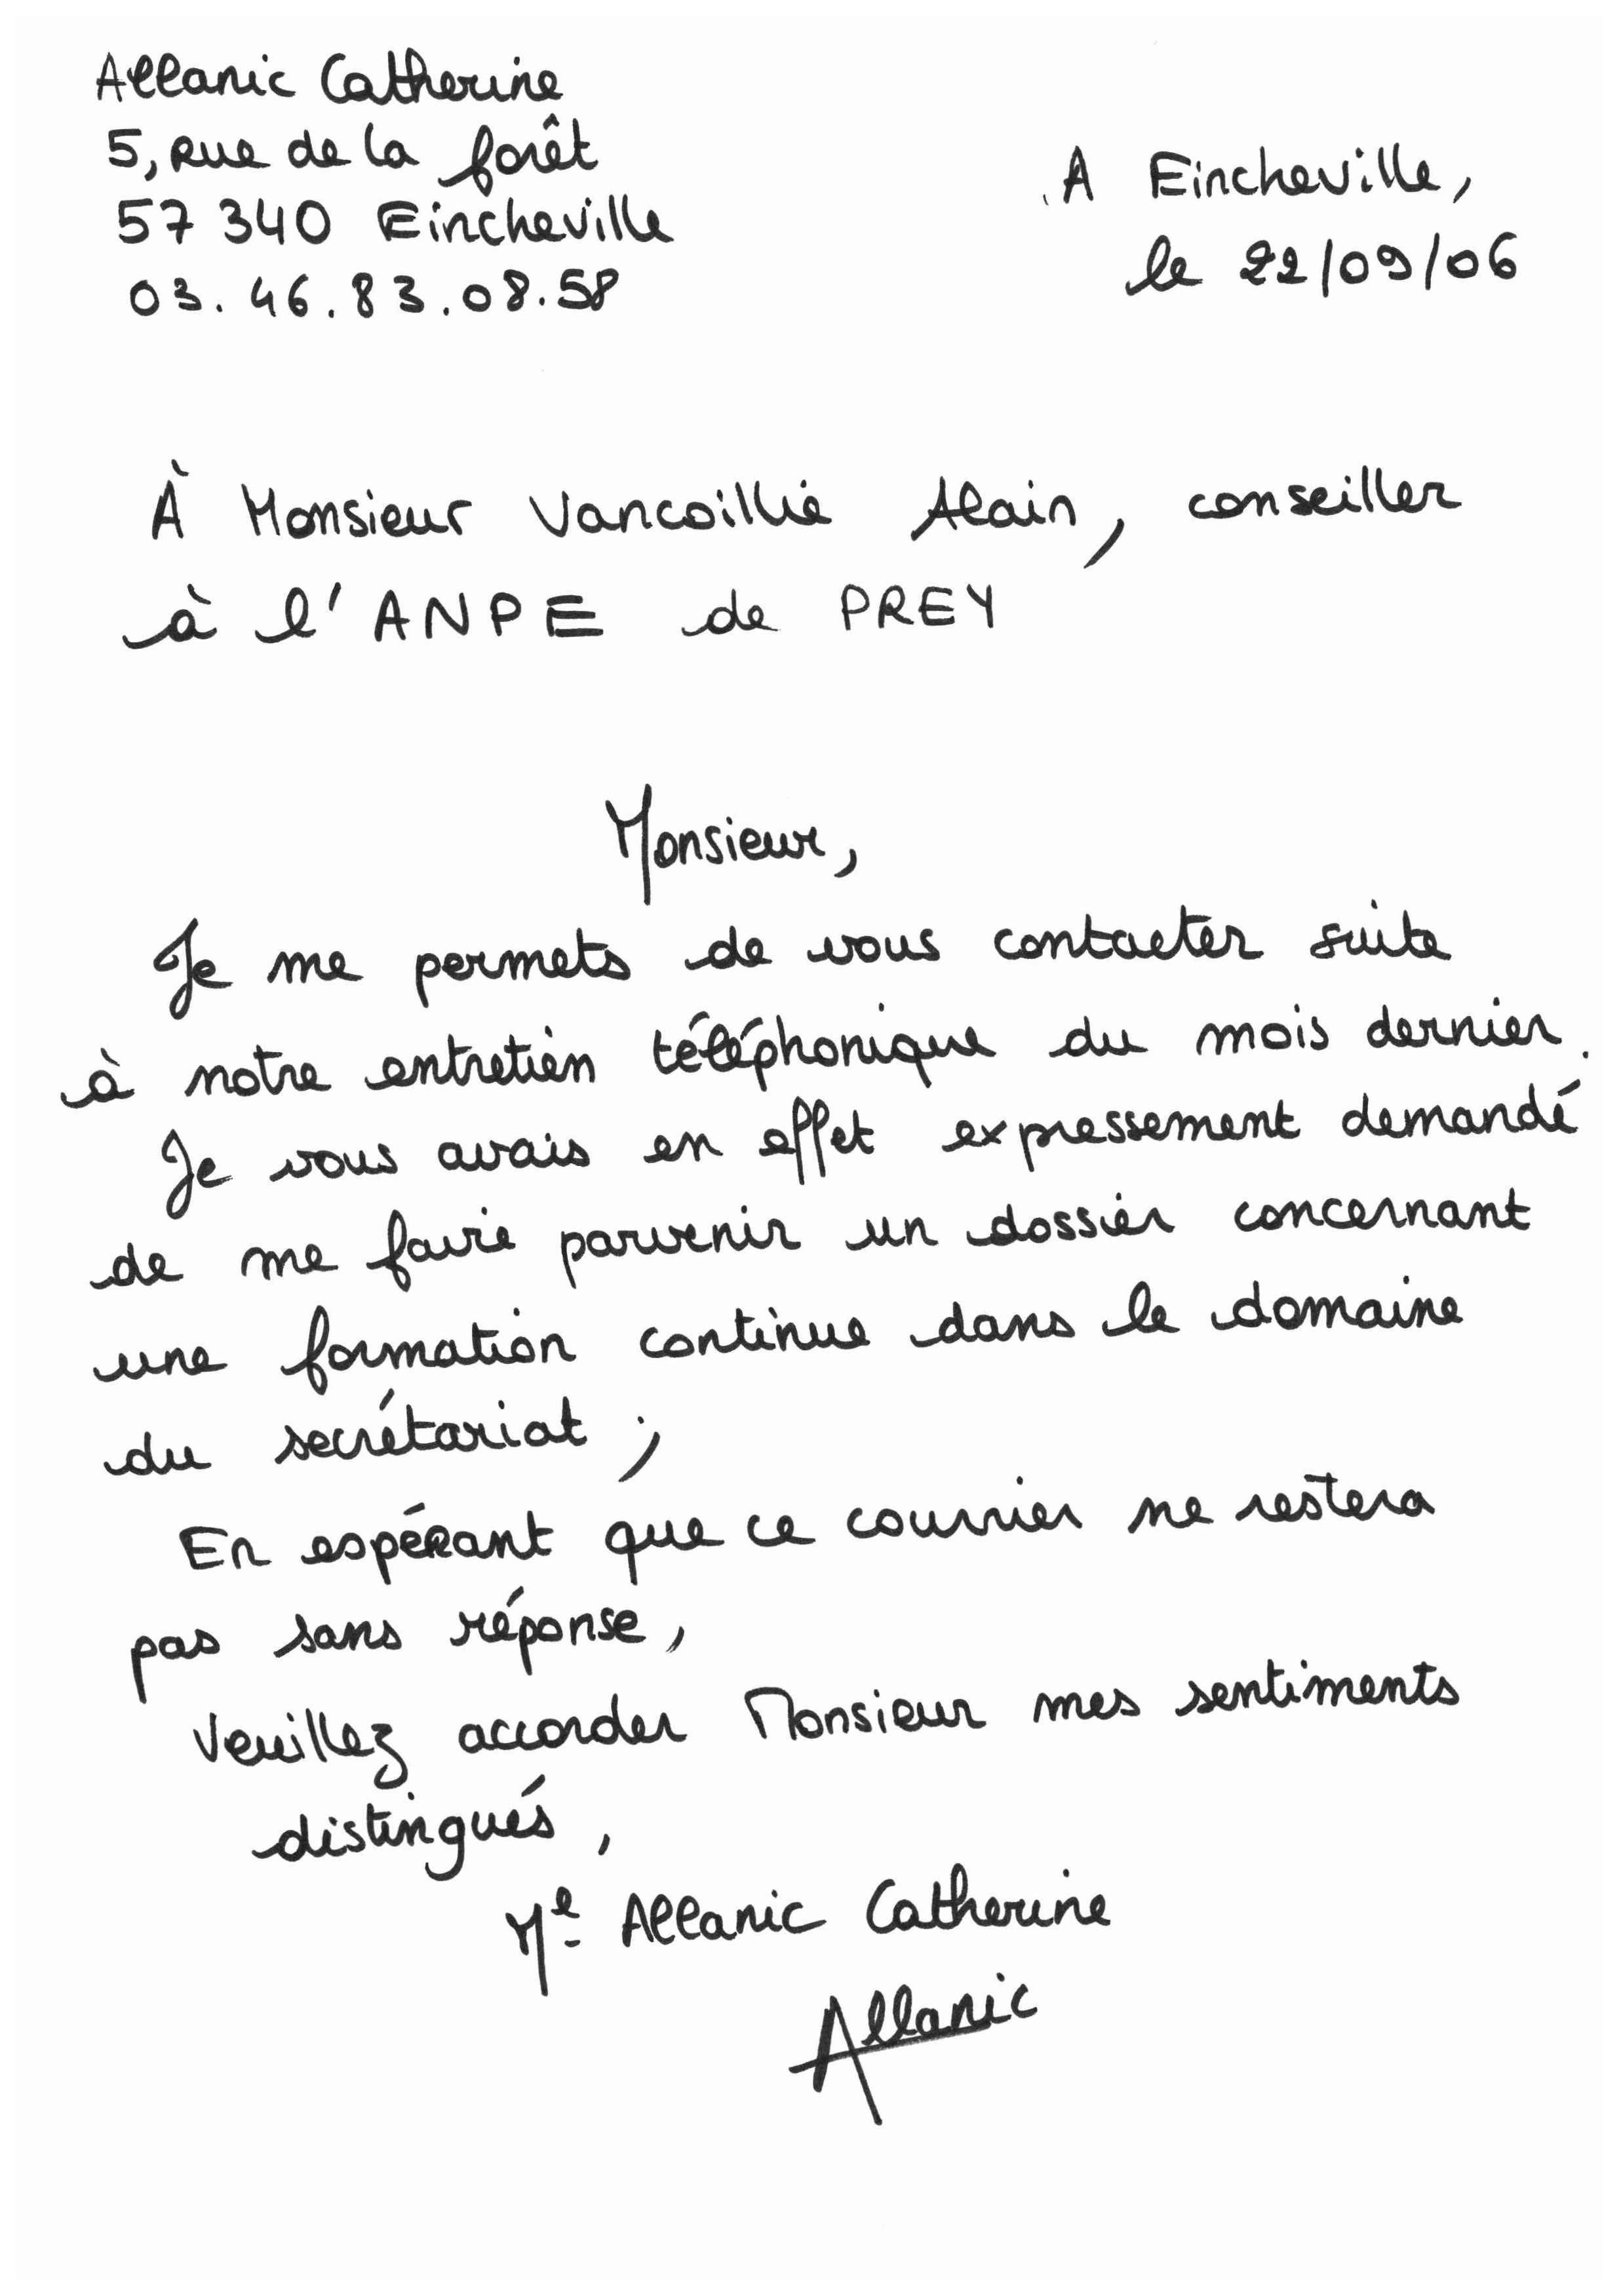 Allanic Catherine
5, Rue de la forêt
57 340 Eincheville
03.46.83.08.58
A Eincheville,
le 22/09/06
À Monsieur Vancoillie Alain, conseiller
à l'ANPE de PREY
Monsieur,
Je me permets de vous contacter suite
à notre entretien téléphonique du mois dernier.
Je vous avais en effet expressement demandé
de me faire parvenir un dossier concernant
une formation continue dans le domaine
du secrétariat ;
En espérant que ce courrier ne restera
pas sans réponse,
Veuillez accorder Monsieur mes sentiments
distingués,
Mle Allanic Catherine
Allanic